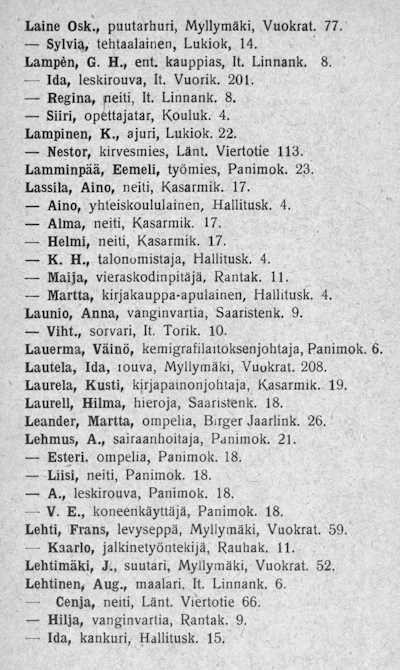 Laine Osk., puutarhuri, Myllymäki, Vuokrat. 77.
— Sylvia, tehtaalainen, Lukiok, 14.
Lampèn, G. H., ent. kauppias, It. Linnank. 8.
— Ida, leskirouva, It. Vuorik. 201.
— Regina, neiti, It. Linnank. 8.
— Siiri, opettajatar, Kouluk. 4.
Lampinen, K., ajuri, Lukiok. 22.
— Nestor, kirvesmies, Länt. Viertotie 113.
Lamminpää, Eemeli, työmies, Panimok. 23.
Lassila, Aino, neiti, Kasarmik. 17.
— Aino, yhteiskoululainen, Hallitusk. 4.
— Alma, neiti, Kasarmik. 17.
— Helmi, neiti, Kasarmik. 17.
— K. H., talonomistaja, Hallitusk. 4.
— Maija, vieraskodinpitäjä, Rantak. 11.
— Martta, kirjakauppa-apulainen, Hallitusk. 4.
Launio, Anna, vanginvartia, Saaristenk. 9.
— Viht., sorvari, It. Torik. 10.
Lauerma, Väinö, kemigrafilaitoksenjohtaja, Panimok. 6.
Lautela, Ida, rouva, Myllymäki, Vuokrat. 208.
Laurela, Kusti, kirjapainonjohtaja, Kasarmik. 19.
Laurell, Hilma, hieroja, Saaristenk. 18.
Leander, Martta, ompelia, Birger Jaarlink. 26.
Lehmus, A., sairaanhoitaja, Panimok. 21.
— Esteri. ompelia, Panimok. 18.
— Liisi, neiti, Panimok. 18.
— A., leskirouva, Panimok. 18.
— V. E., koneenkäyttäjä, Panimok. 18.
Lehti, Frans, levyseppä, Myllymäki, Vuokrat. 59.
— Kaarlo, jalkinetyöntekijä, Rauhak. 11.
Lehtimäki, J., suutari, Myllymäki, Vuokrat. 52.
Lehtinen, Aug., maalari, It. Linnank. 6.
— Cenja, neiti, Länt. Viertotie 66.
— Hilja, vanginvartia, Rantak. 9.
— Ida, kankuri, Hallitusk. 15.